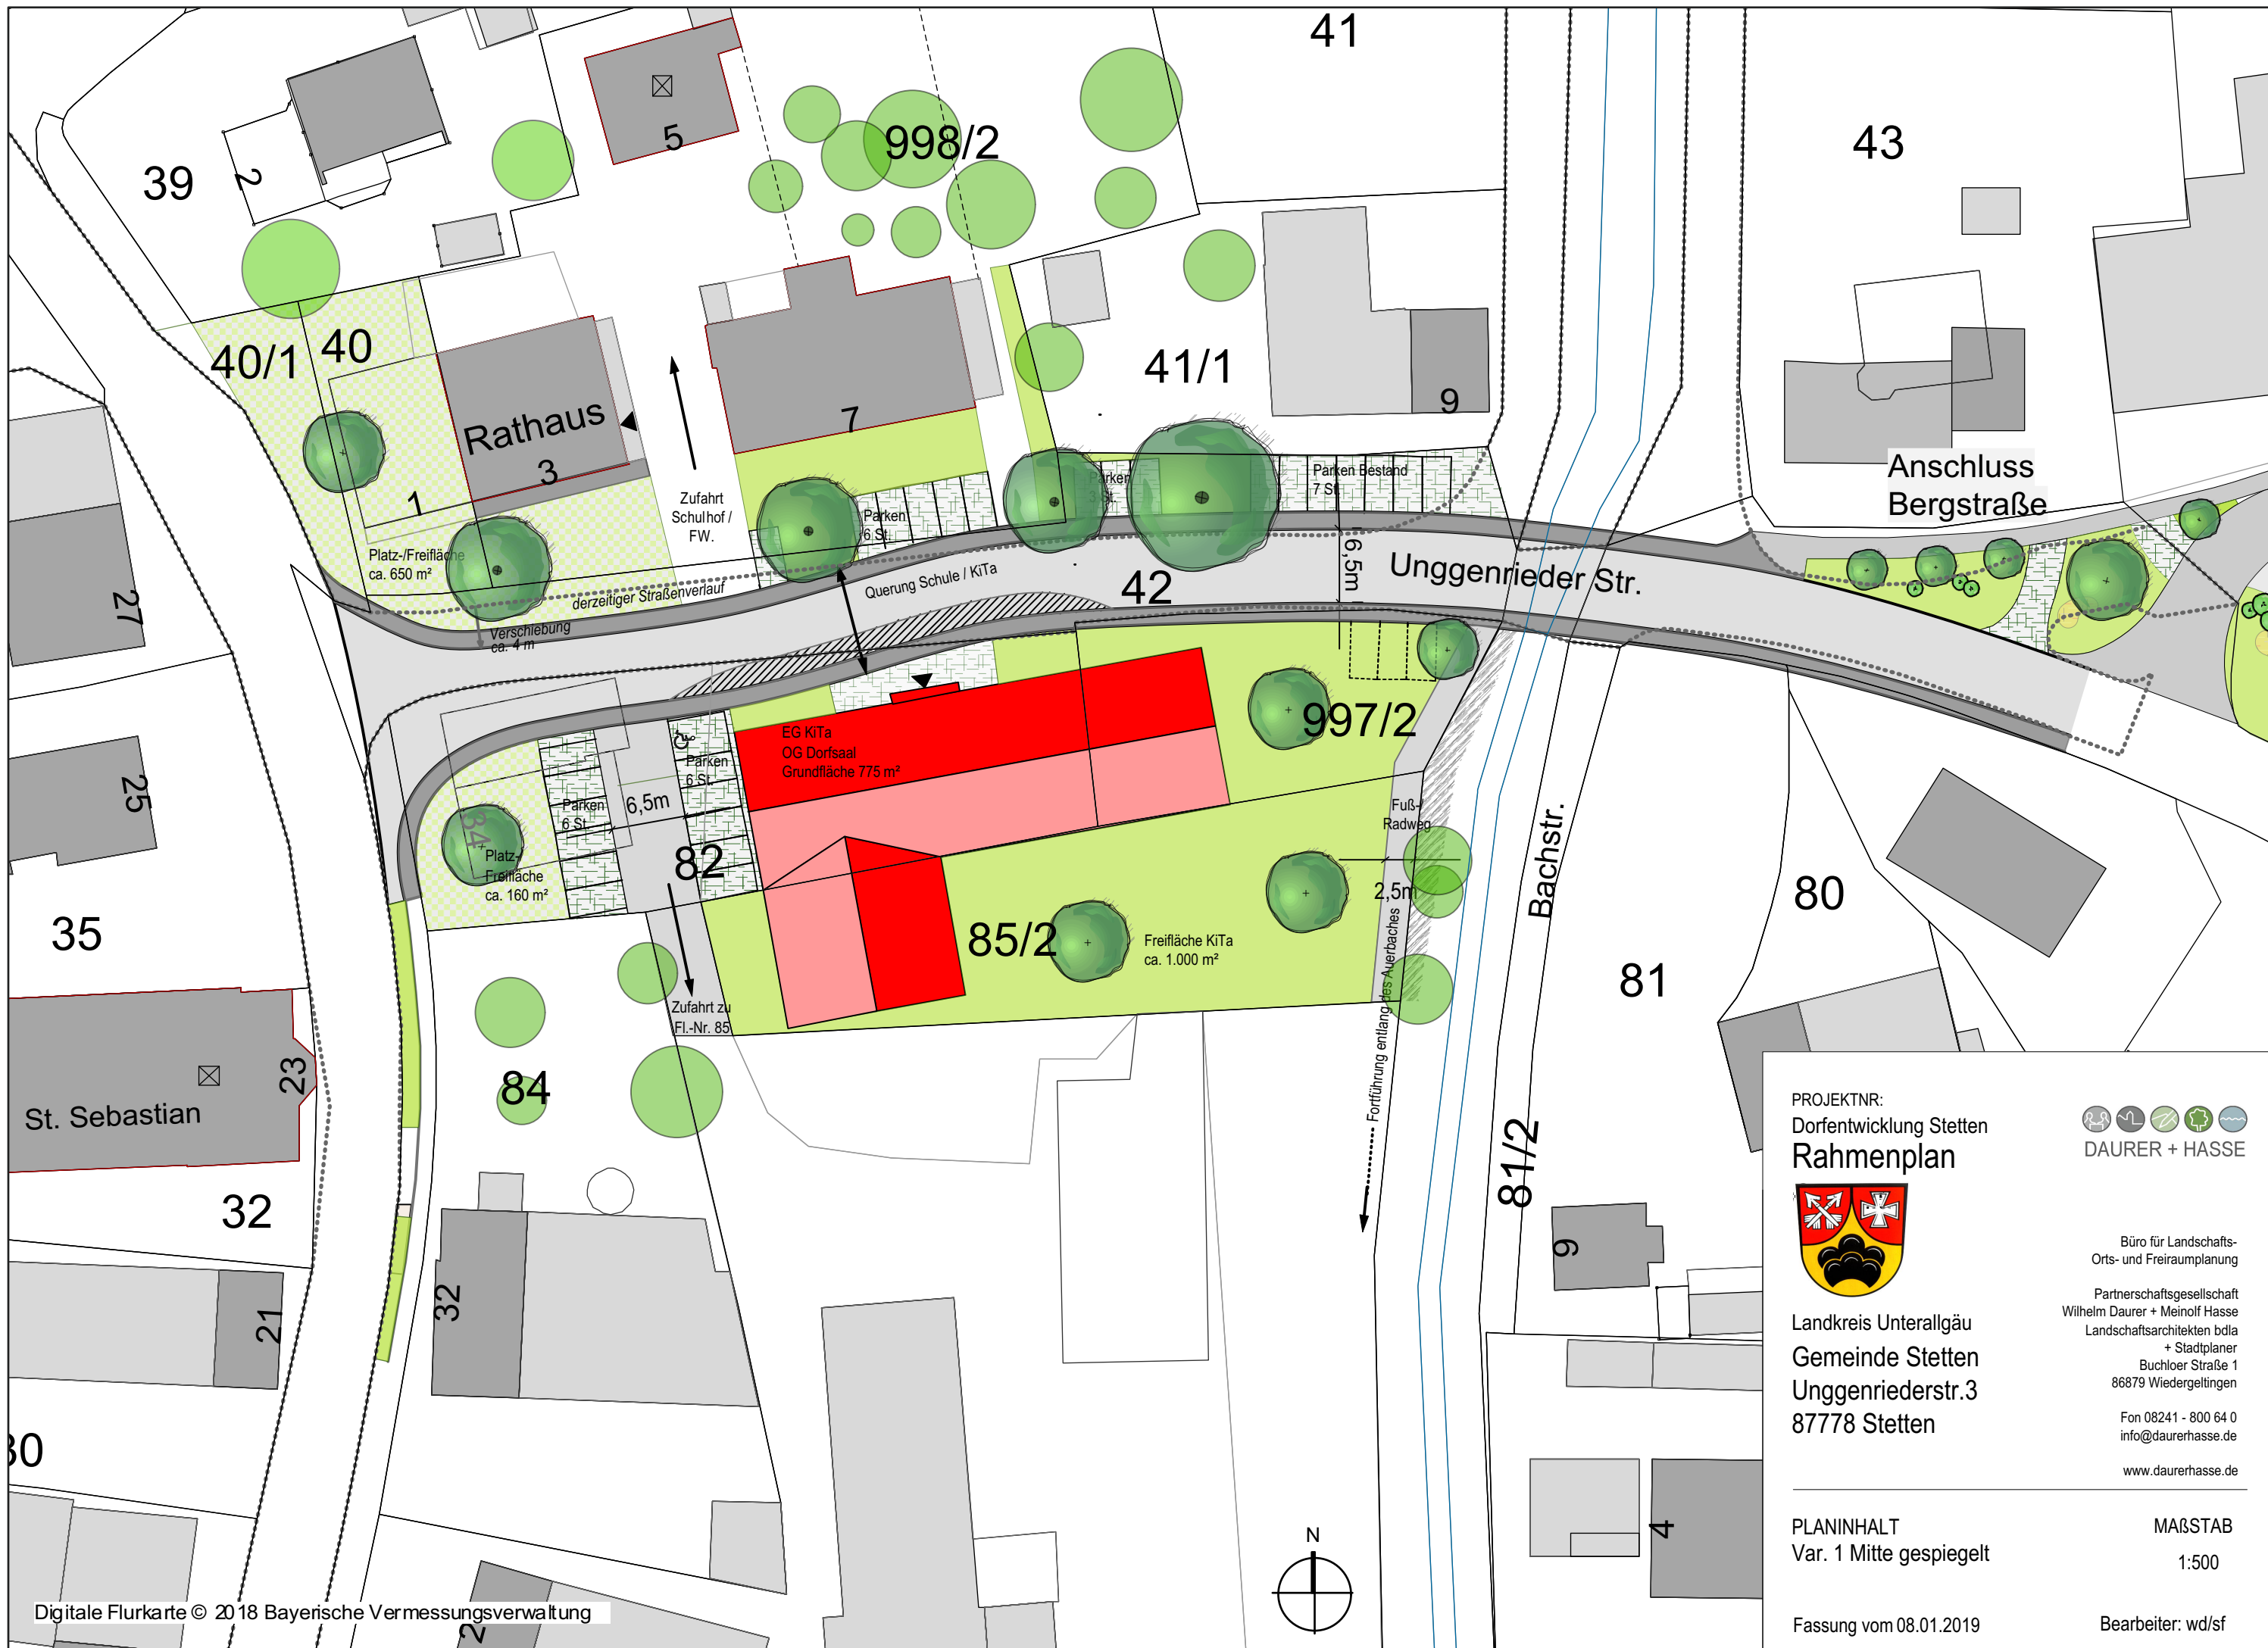 41
998/2
43
39
2
5
40/1
40
41/1
Rathaus
3
1
7
9
Zufahrt
Schulhof /
FW.
Parken
6 St.
Parken
3 St.
Parken Bestand
7 St.
Anschluss
Bergstraße
Platz-/Freifläche
ca. 650 m²
derzeitiger Straßenverlauf
Querung Schule / KiTa
42
6,5m
Unggenrieder Str.
Verschiebung
ca. 4 m
27
25
EG KiTa
OG Dorfsaal
Grundfläche 775 m²
997/2
Parken
6 St.
Parken
6 St.
6,5m
34
82
Platz-
Freifläche
ca. 160 m²
Fuß-/
Radweg
2,5m
Bachstr.
80
35
85/2
Freifläche KiTa
ca. 1.000 m²
Fortführung entlang des Auerbaches
81
Zufahrt zu
Fl.-Nr. 85
23
St. Sebastian
84
81/2
32
32
21
9
30
4
2
N
Digitale Flurkarte © 2018 Bayerische Vermessungsverwaltung
PROJEKTNR:
Dorfentwicklung Stetten
Rahmenplan
DAURER + HASSE
Büro für Landschafts-
Orts- und Freiraumplanung
Partnerschaftsgesellschaft
Wilhelm Daurer + Meinolf Hasse
Landschaftsarchitekten bdla
+ Stadtplaner
Buchloer Straße 1
86879 Wiedergeltingen
Fon 08241 - 800 64 0
info@daurerhasse.de
www.daurerhasse.de
Landkreis Unterallgäu
Gemeinde Stetten
Unggenriederstr.3
87778 Stetten
PLANINHALT
Var. 1 Mitte gespiegelt
MAßSTAB
1:500
Fassung vom 08.01.2019
Bearbeiter: wd/sf